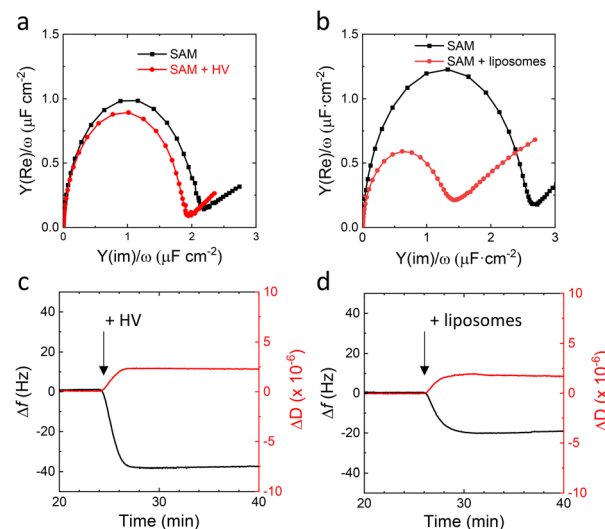 a
SAM
SAM + HV
1.5
1.0
0.5
0.0
0
1
2
3
Y(Re)/ω (μF cm-2)
Y(im)/ω (μF cm-2)
b
SAM
SAM + liposomes
1.5
1.0
0.5
0.0
0
1
2
3
Y(Re)/ω (μF·cm-2)
Y(im)/ω (μF·cm-2)
c
+ HV
40
20
0
-20
-40
Δf (Hz)
20
30
40
Time (min)
10
5
0
-5
-10
ΔD (x 10-6)
d
+ liposomes
40
20
0
-20
-40
Δf (Hz)
20
30
40
Time (min)
10
5
0
-5
-10
ΔD (x 10-6)